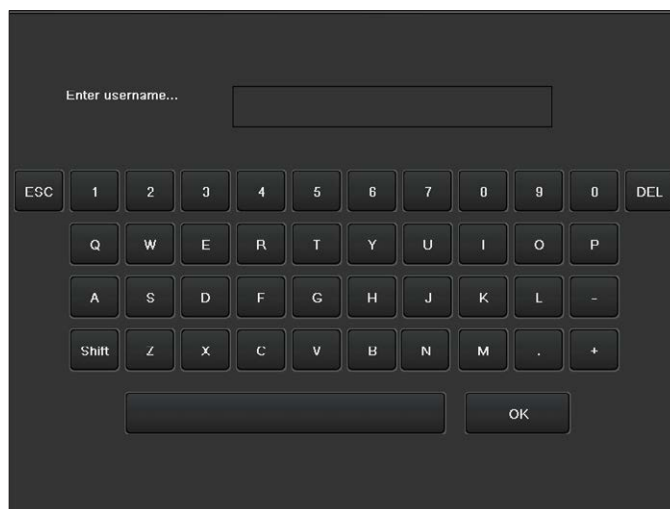 Enter username...
ESC 1 2 3 4 5 6 7 8 9 0 DEL
Q W E R T Y U I O P
A S D F G H J K L -
Shift Z X C V B N M . +
OK